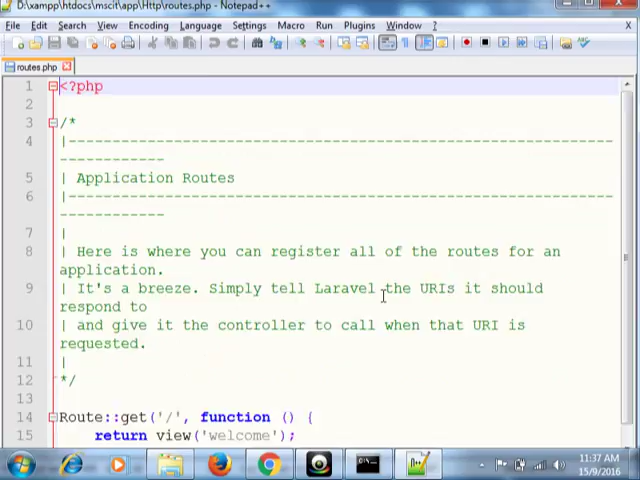 D:\xampp\htdocs\mscit\app\Http\routes.php - Notepad++
File Edit Search View Encoding Language Settings Macro Run Plugins Window ? X
routes.php
1 <?php
2
3 /*
4 |--------------------------------------------------------------
------------
5 | Application Routes
6 |--------------------------------------------------------------
------------
7 |
8 | Here is where you can register all of the routes for an
application.
9 | It's a breeze. Simply tell Laravel the URIs it should
respond to
10 | and give it the controller to call when that URI is
requested.
11 |
12 */
13
14 Route::get('/', function () {
15 return view('welcome');
11:37 AM
15/9/2016